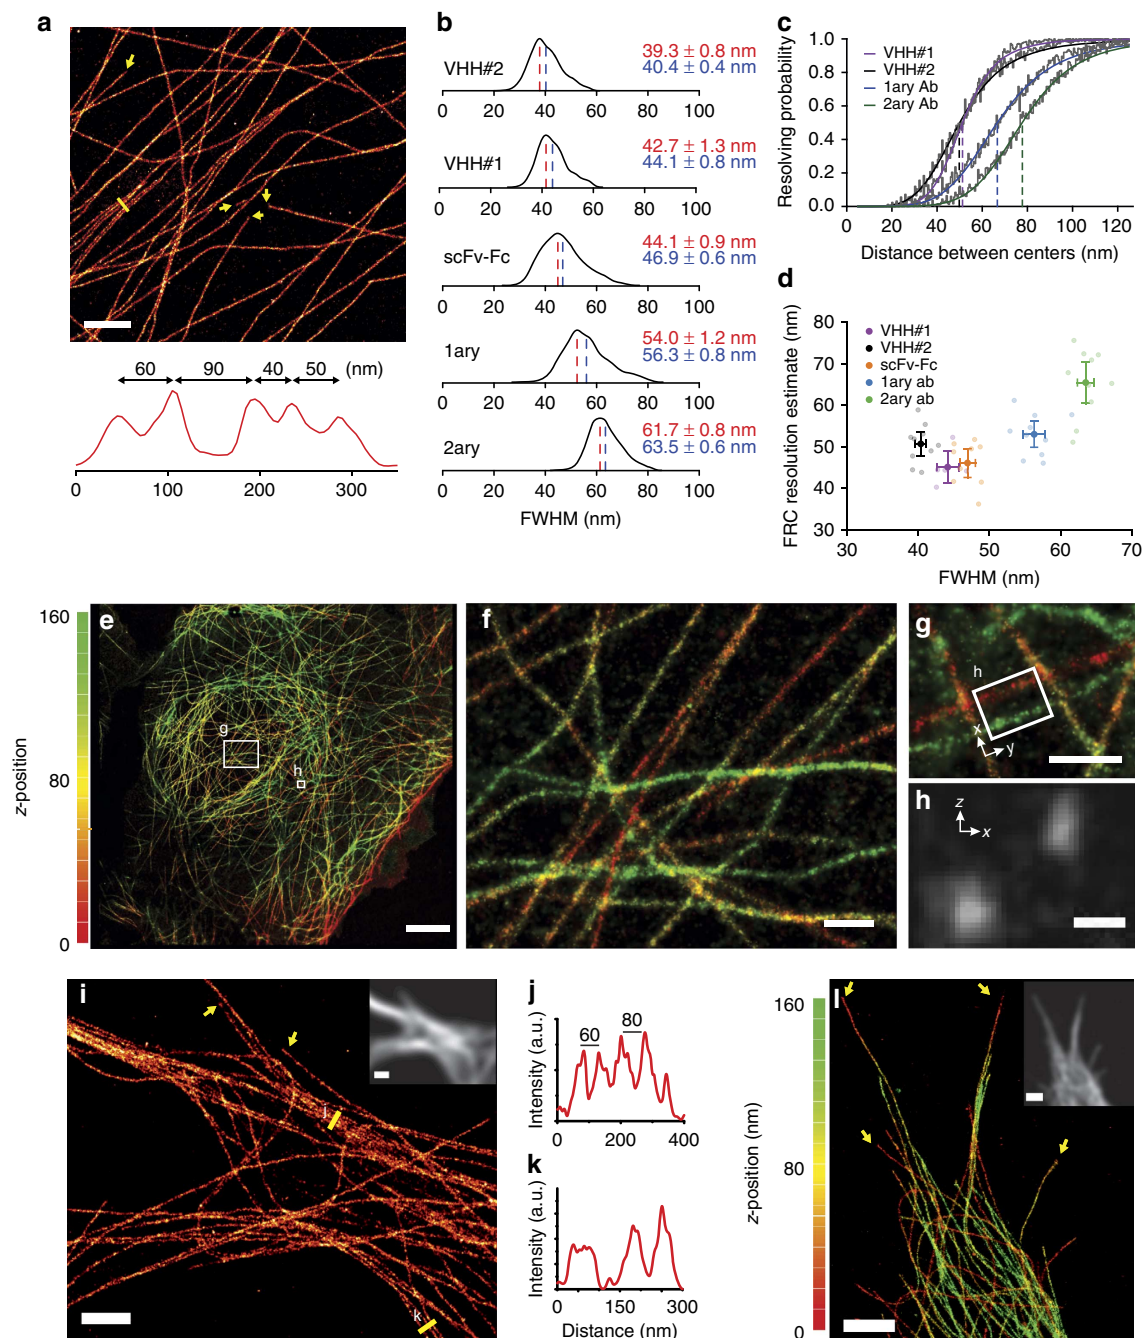 a
60 90 40 50 (nm)
0 100 200 300
b
VHH#2
39.3 ± 0.8 nm
40.4 ± 0.4 nm
0 20 40 60 80 100
VHH#1
42.7 ± 1.3 nm
44.1 ± 0.8 nm
0 20 40 60 80 100
scFv-Fc
44.1 ± 0.9 nm
46.9 ± 0.6 nm
0 20 40 60 80 100
1ary
54.0 ± 1.2 nm
56.3 ± 0.8 nm
0 20 40 60 80 100
2ary
61.7 ± 0.8 nm
63.5 ± 0.6 nm
0 20 40 60 80 100
FWHM (nm)
c
Resolving probability
1.0
0.8
0.6
0.4
0.2
0.0
VHH#1
VHH#2
1ary Ab
2ary Ab
0 20 40 60 80 100 120
Distance between centers (nm)
d
FRC resolution estimate (nm)
80
70
60
50
40
30
VHH#1
VHH#2
scFv-Fc
1ary ab
2ary ab
30 40 50 60 70
FWHM (nm)
z-position
160
80
0
e
g
h
f
g
h
x
y
h
z
x
i
j
k
j
Intensity (a.u.)
60 80
0 200 400
k
Intensity (a.u.)
0 150 300
Distance (nm)
z-position (nm)
160
80
0
l